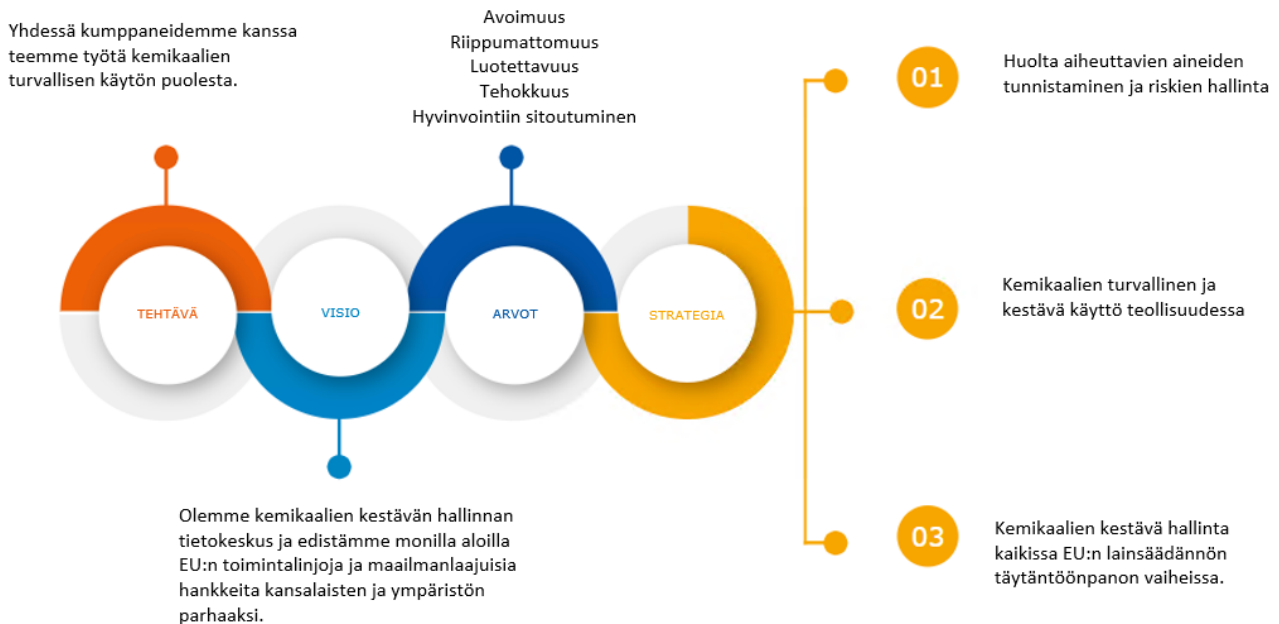 Yhdessä kumppaneidemme kanssa
teemme työtä kemikaalien
turvallisen käytön puolesta.
Avoimuus
Riippumattomuus
Luotettavuus
Tehokkuus
Hyvinvointiin sitoutuminen
TEHTÄVÄ
VISIO
ARVOT
STRATEGIA
Olemme kemikaalien kestävän hallinnan
tietokeskus ja edistämme monilla aloilla
EU:n toimintalinjoja ja maailmanlaajuisia
hankkeita kansalaisten ja ympäristön
parhaaksi.
01
Huolta aiheuttavien aineiden
tunnistaminen ja riskien hallinta
02
Kemikaalien turvallinen ja
kestävä käyttö teollisuudessa
03
Kemikaalien kestävä hallinta
kaikissa EU:n lainsäädännön
täytäntöönpanon vaiheissa.